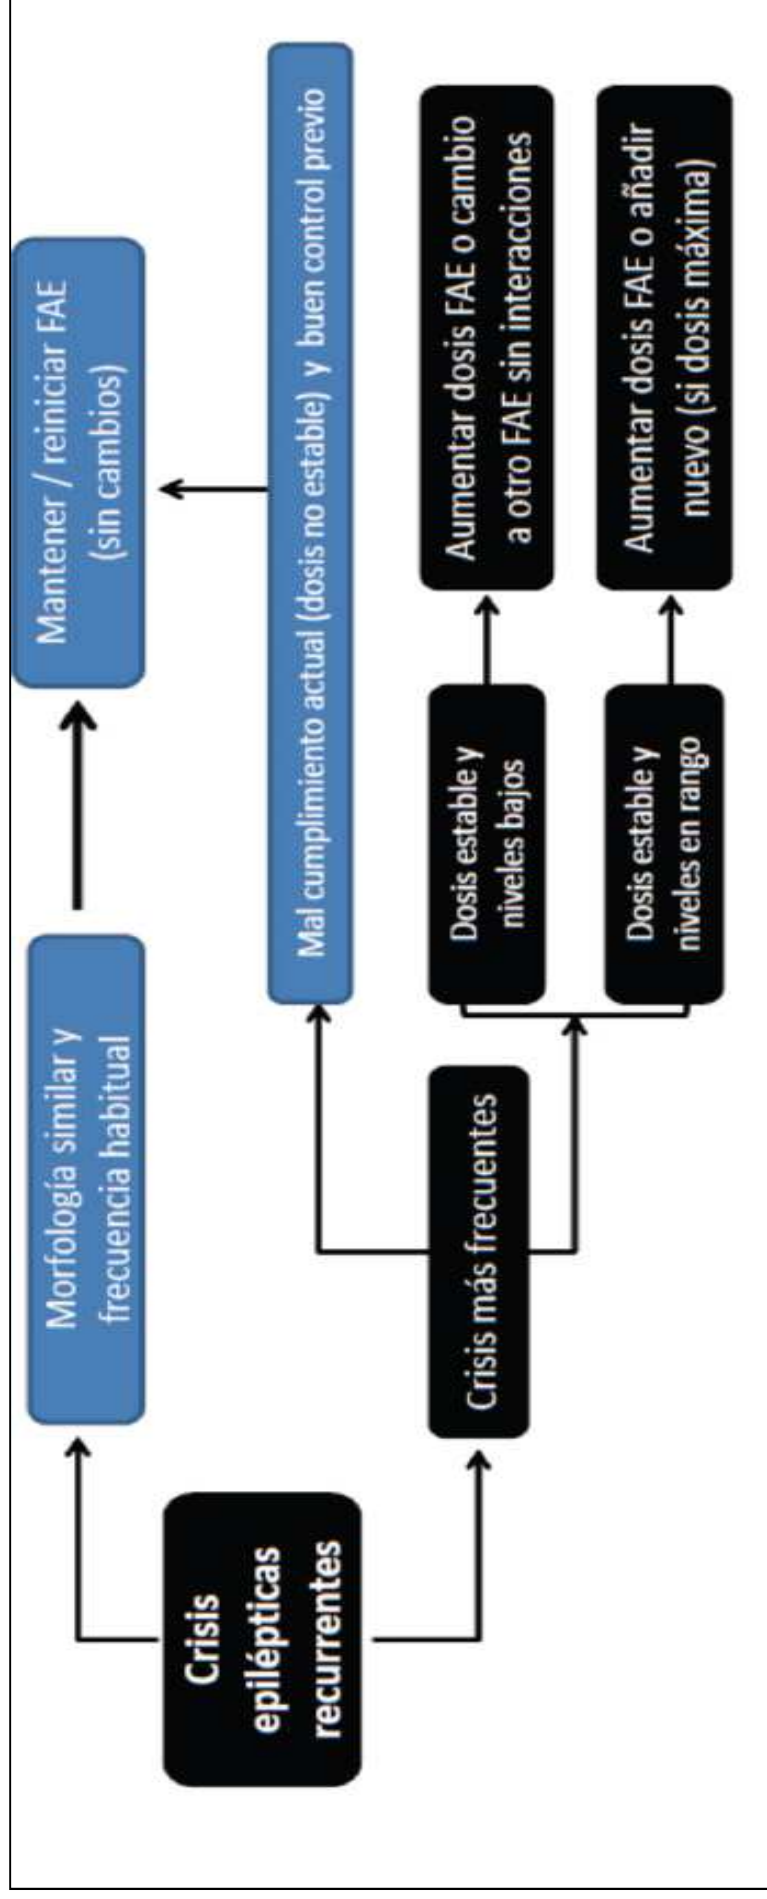 Crisis
epilépticas
recurrentes
Morfología similar y
frecuencia habitual
Mantener / reiniciar FAE
(sin cambios)
Mal cumplimiento actual (dosis no estable) y buen control previo
Crisis más frecuentes
Dosis estable y
niveles bajos
Aumentar dosis FAE o cambio
a otro FAE sin interacciones
Dosis estable y
niveles en rango
Aumentar dosis FAE o añadir
nuevo (si dosis máxima)